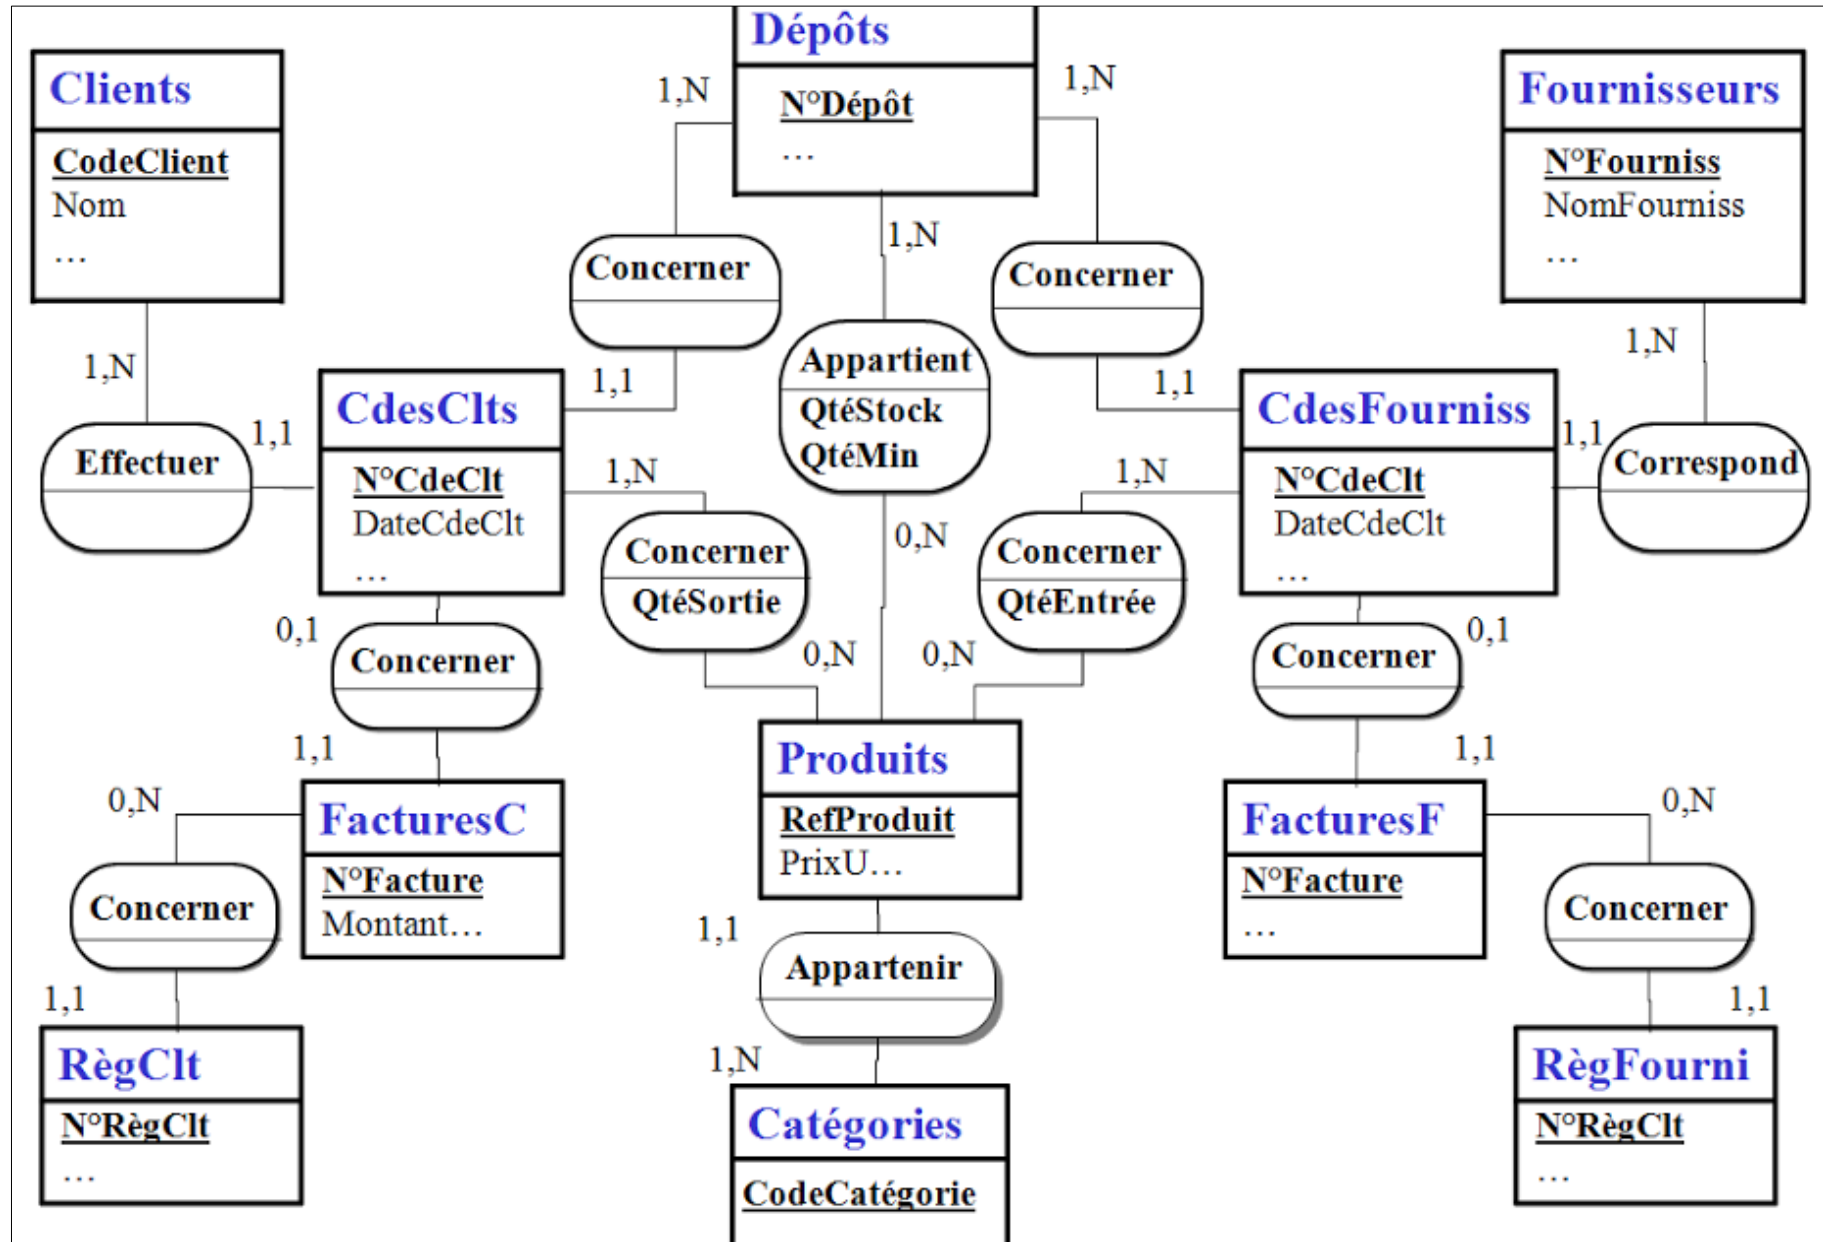 Dépôts
N°Dépôt
…
Clients
CodeClient
Nom
…
Fournisseurs
N°Fourniss
NomFourniss
…
1,N
1,N
1,N
Concerner
Concerner
Appartient
QtéStock
QtéMin
1,N
1,N
1,1
1,1
Effectuer
1,1
CdesClts
N°CdeClt
DateCdeClt
…
CdesFourniss
N°CdeClt
DateCdeClt
…
1,1
Correspond
1,N
1,N
0,N
Concerner
QtéSortie
Concerner
QtéEntrée
0,1
Concerner
0,N
0,N
Concerner
0,1
1,1
1,1
0,N
FacturesC
N°Facture
Montant…
Produits
RefProduit
PrixU…
FacturesF
N°Facture
…
0,N
Concerner
Concerner
1,1
Appartenir
1,1
1,1
RègClt
N°RègClt
…
1,N
Catégories
CodeCatégorie
RègFourni
N°RègClt
…